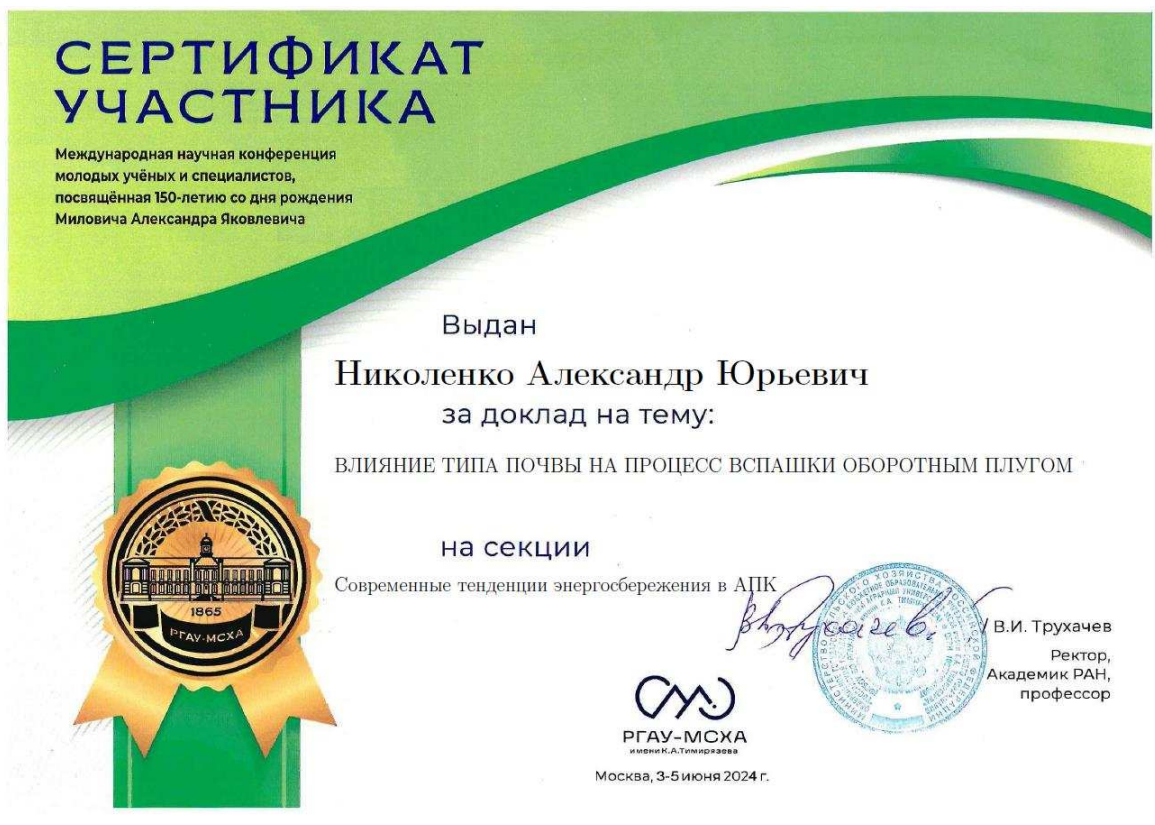 СЕРТИФИКАТ
УЧАСТНИКА
Международная научная конференция
молодых учёных и специалистов,
посвящённая 150-летию со дня рождения
Миловича Александра Яковлевича
Выдан
Николенко Александр Юрьевич
за доклад на тему:
ВЛИЯНИЕ ТИПА ПОЧВЫ НА ПРОЦЕСС ВСПАШКИ ОБОРОТНЫМ ПЛУГОМ
на секции
Современные тенденции энергосбережения в АПК
1865
РГАУ-МСХА
/ В.И. Трухачев
Ректор,
Академик РАН,
профессор
РГАУ-МСХА
имени К.А.Тимирязева
Москва, 3-5 июня 2024 г.